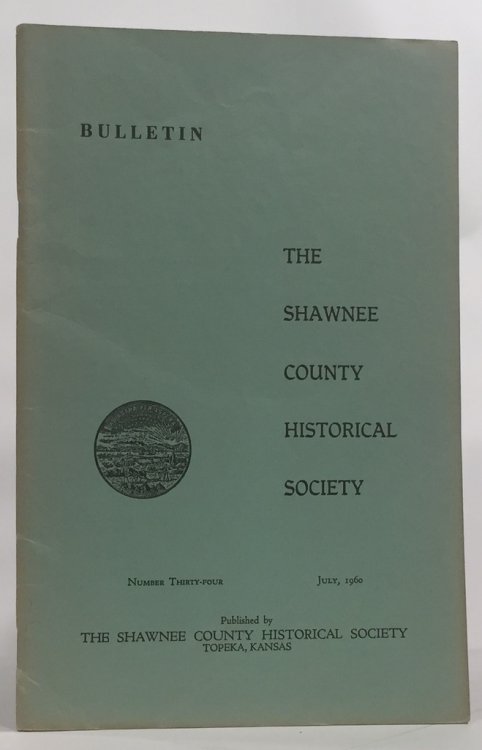 BULLETIN
THE
SHAWNEE
COUNTY
HISTORICAL
SOCIETY
NUMBER THIRTY-FOUR
JULY, 1960
Published by
THE SHAWNEE COUNTY HISTORICAL SOCIETY
TOPEKA, KANSAS